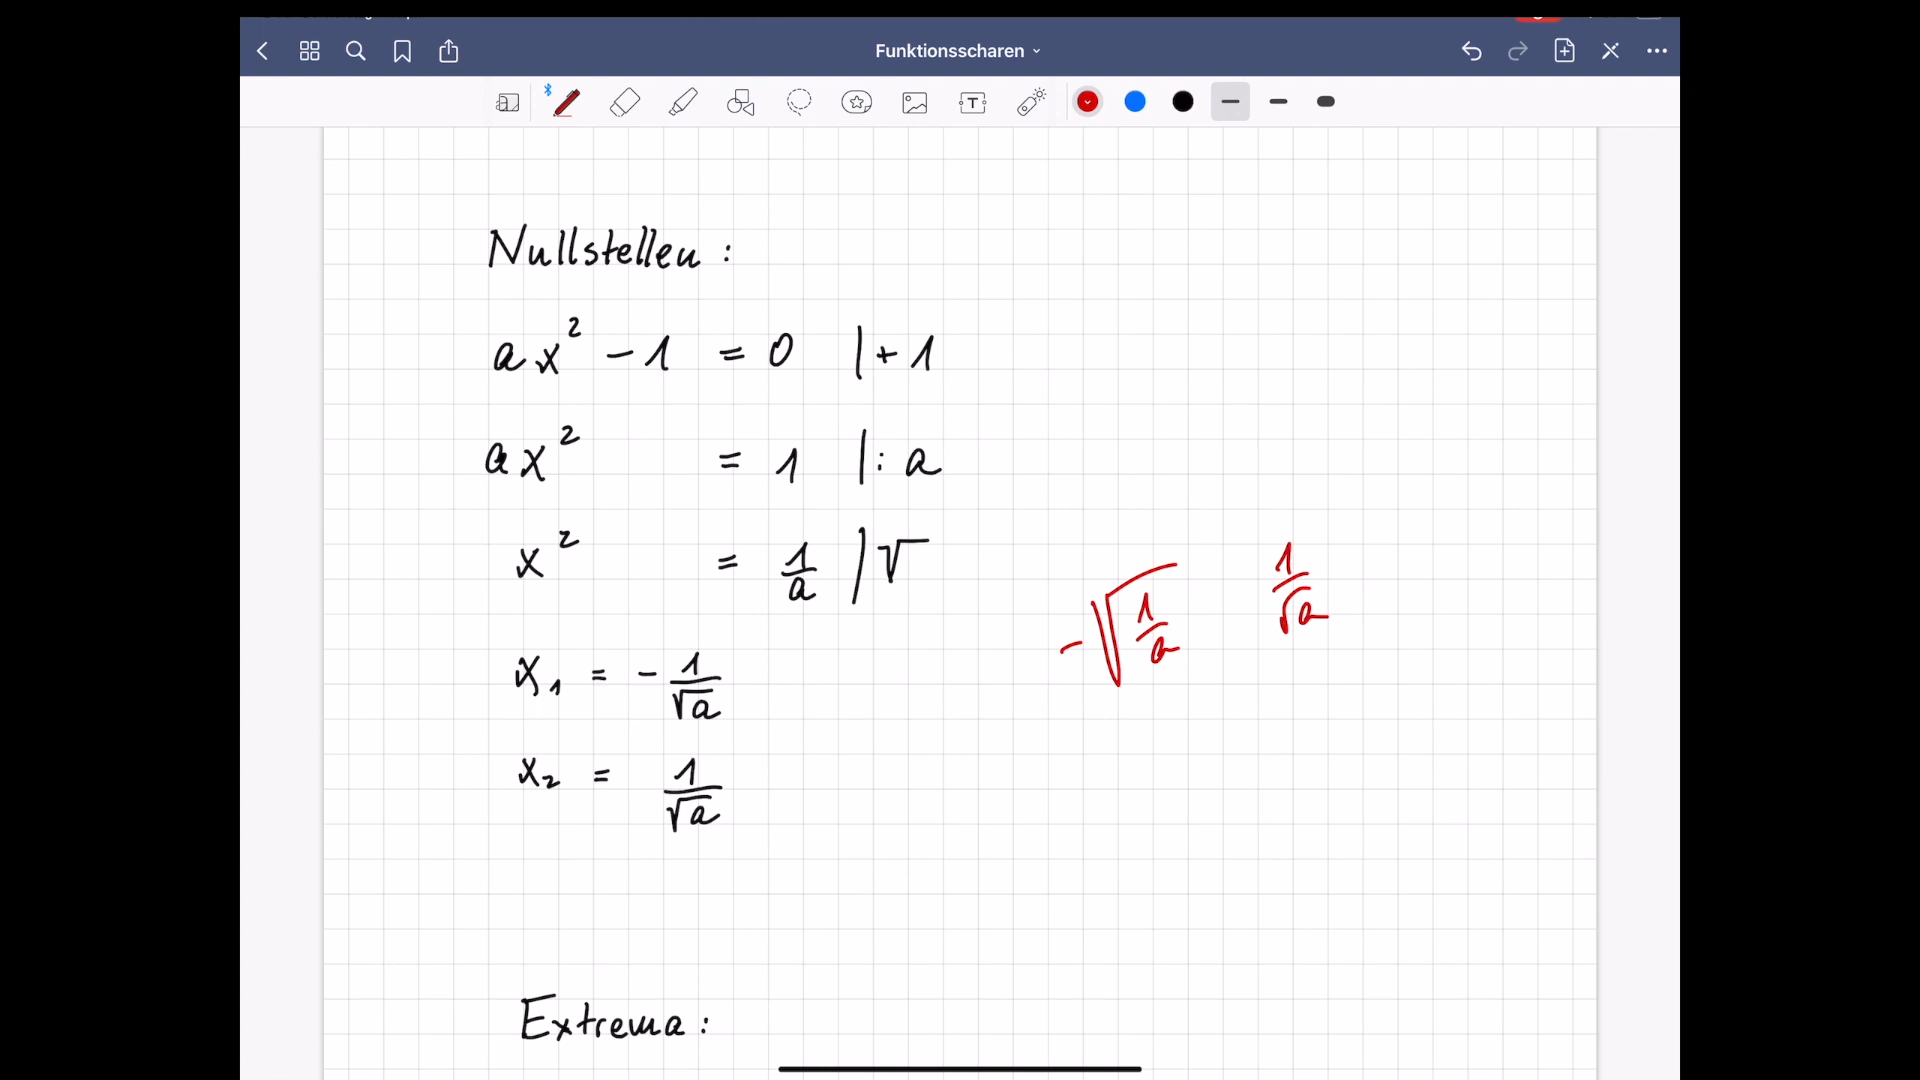 Funktionsscharen
T
Nullstellen :
ax² - 1 = 0 | + 1
ax² = 1 | : a
x² = 1/a | √
-√(1/a) 1/√a
x₁ = - 1/√a
x₂ = 1/√a
Extrema :